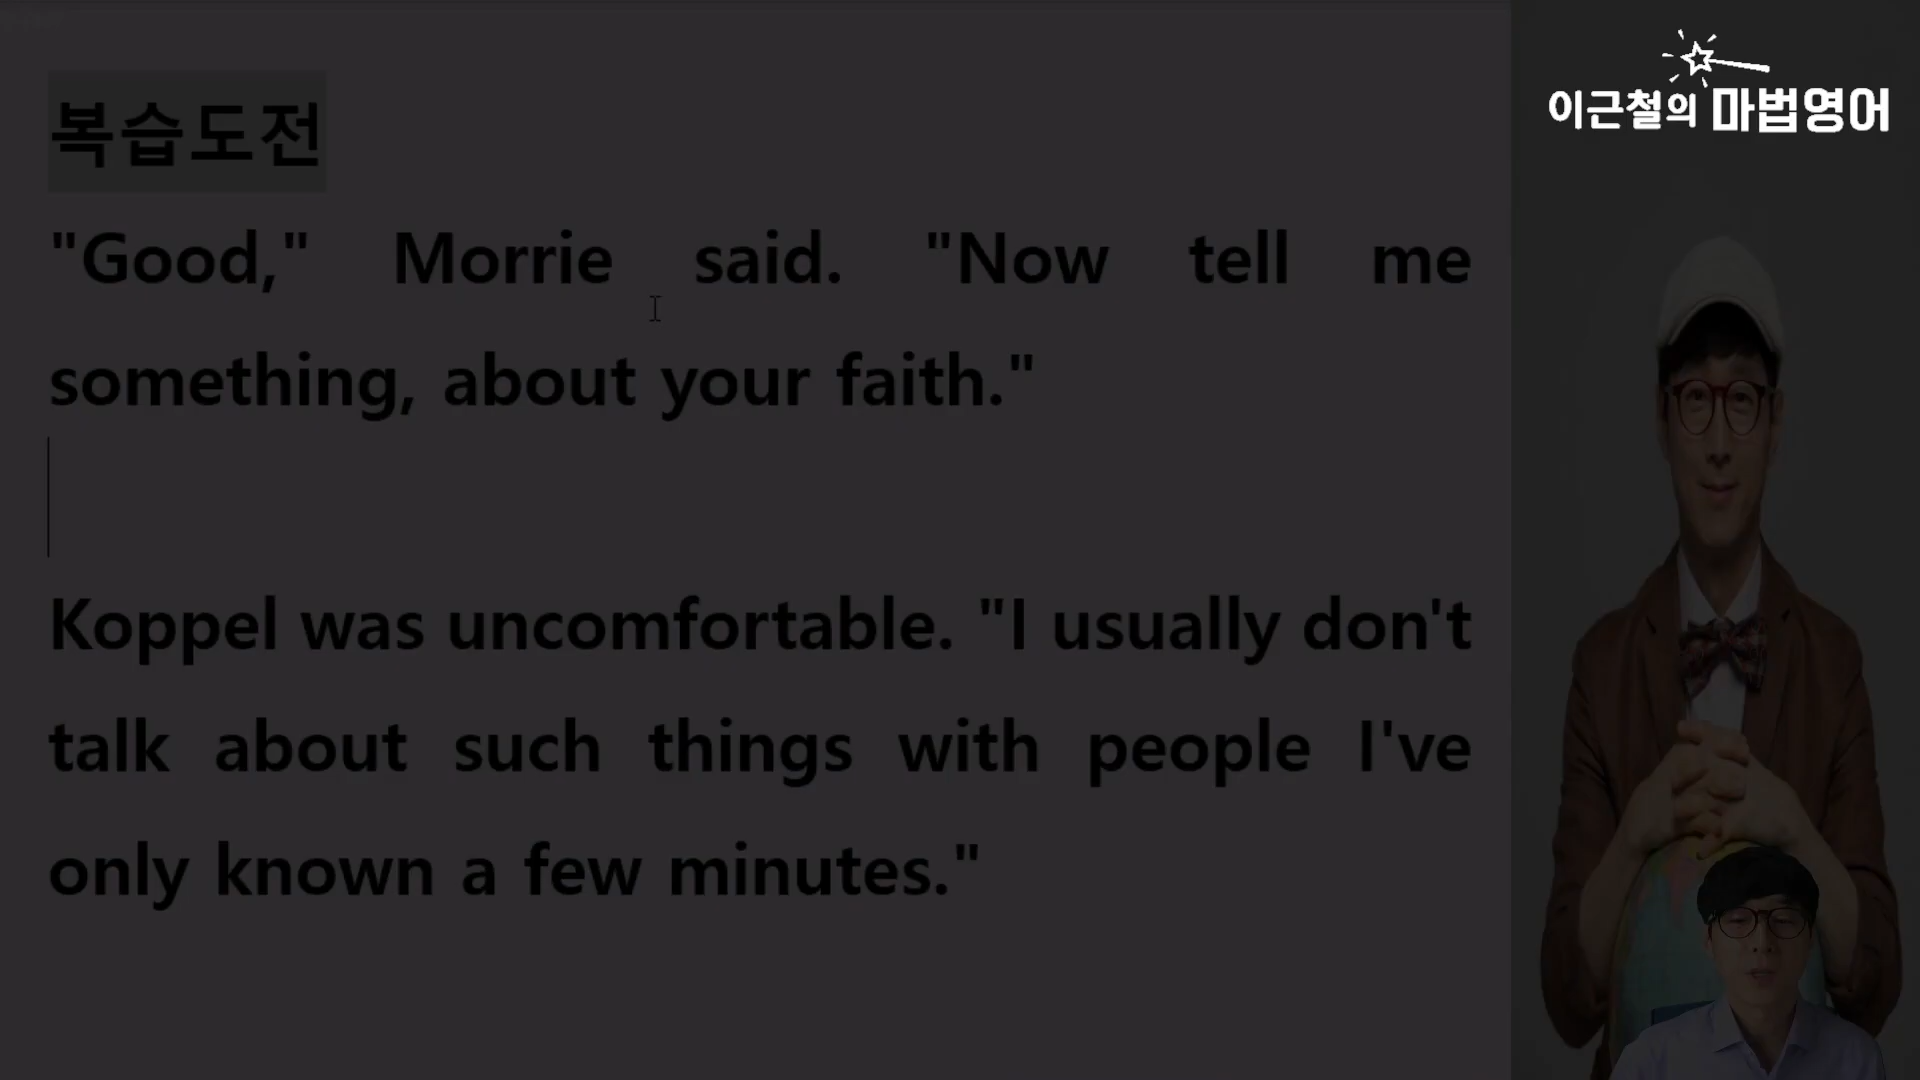 이근철의 마법영어
복습도전
"Good," Morrie said. "Now tell me
something, about your faith."
Koppel was uncomfortable. "I usually don't
talk about such things with people I've
only known a few minutes."